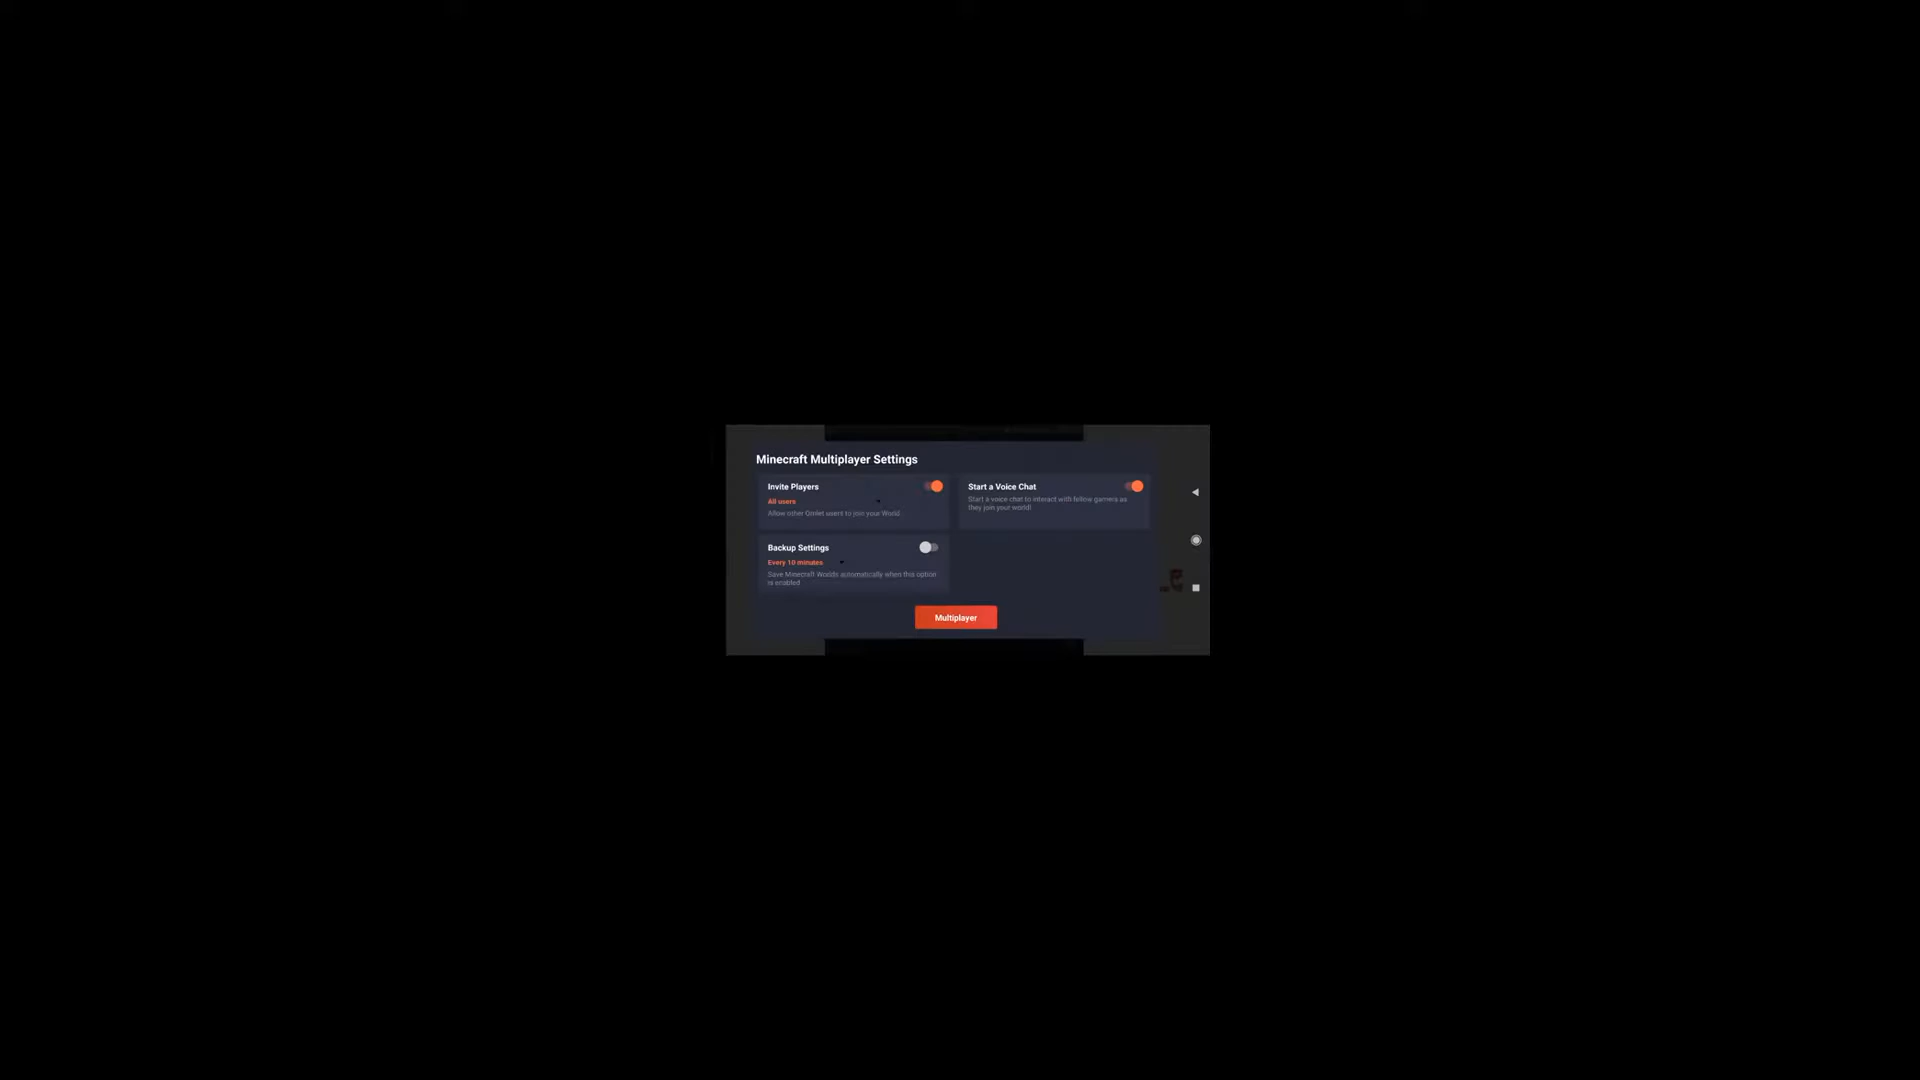 Minecraft Multiplayer Settings
Invite Players
All users
Allow other Omlet users to join your World
Start a Voice Chat
Start a voice chat to interact with fellow gamers as
they join your world!
Backup Settings
Every 10 minutes
Save Minecraft Worlds automatically when this option
is enabled
Multiplayer